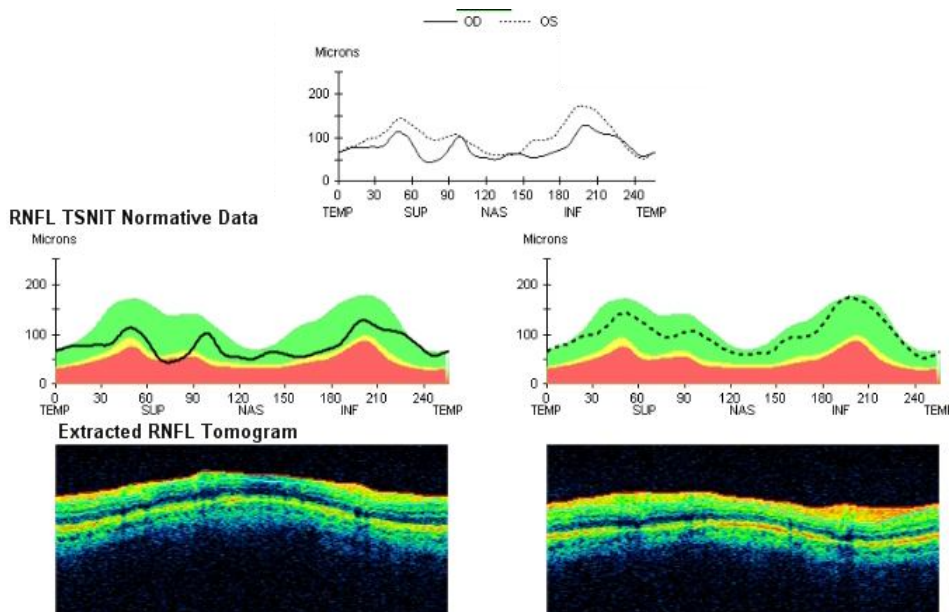 OD OS
Microns
200
100
0
0 30 60 90 120 150 180 210 240
TEMP SUP NAS INF TEMP
RNFL TSNIT Normative Data
Microns Microns
200 200
100 100
0 0
0 30 60 90 120 150 180 210 240 0 30 60 90 120 150 180 210 240
TEMP SUP NAS INF TEMP TEMP SUP NAS INF TEMI
Extracted RNFL Tomogram